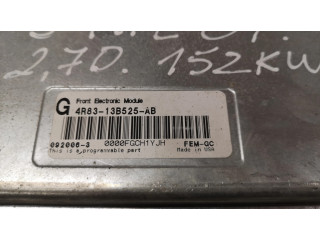 2,7D. 152KW
G Front Electronic Module
4R83-13B525-AB
092006-3 0000FGCH1YJH FEM-GC
This is a programmable part Made in USA